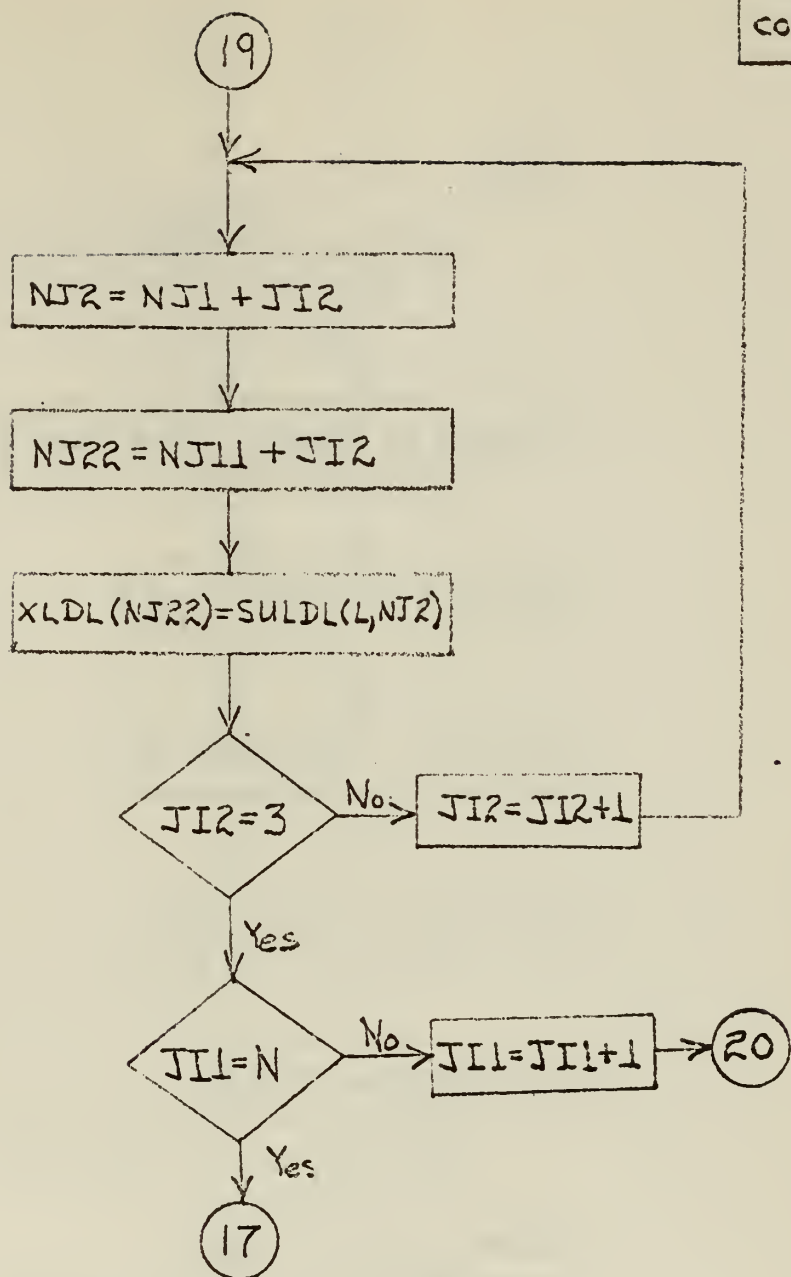 19
NJ2 = NJ1 + JI2
NJ22 = NJ11 + JI2
XLDL(NJ22)=SULDL(L,NJ2)
JI2=3
No
JI2=JI2+1
Yes
JI1=N
No
JI1=JI1+1
20
Yes
17